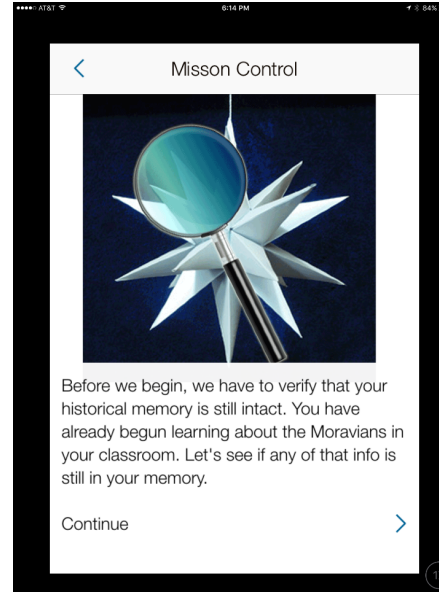 AT&T 6:14 PM 84%
Misson Control
Before we begin, we have to verify that your
historical memory is still intact. You have
already begun learning about the Moravians in
your classroom. Let's see if any of that info is
still in your memory.
Continue